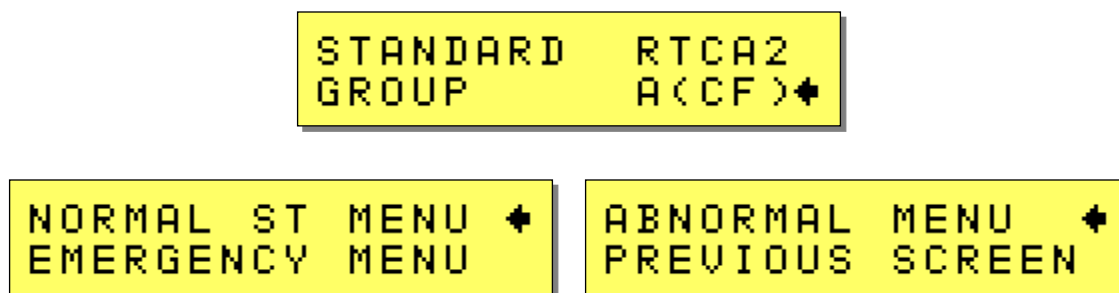 STANDARD RTCA2
GROUP A(CF)←
NORMAL ST MENU ←
EMERGENCY MENU
ABNORMAL MENU ←
PREVIOUS SCREEN